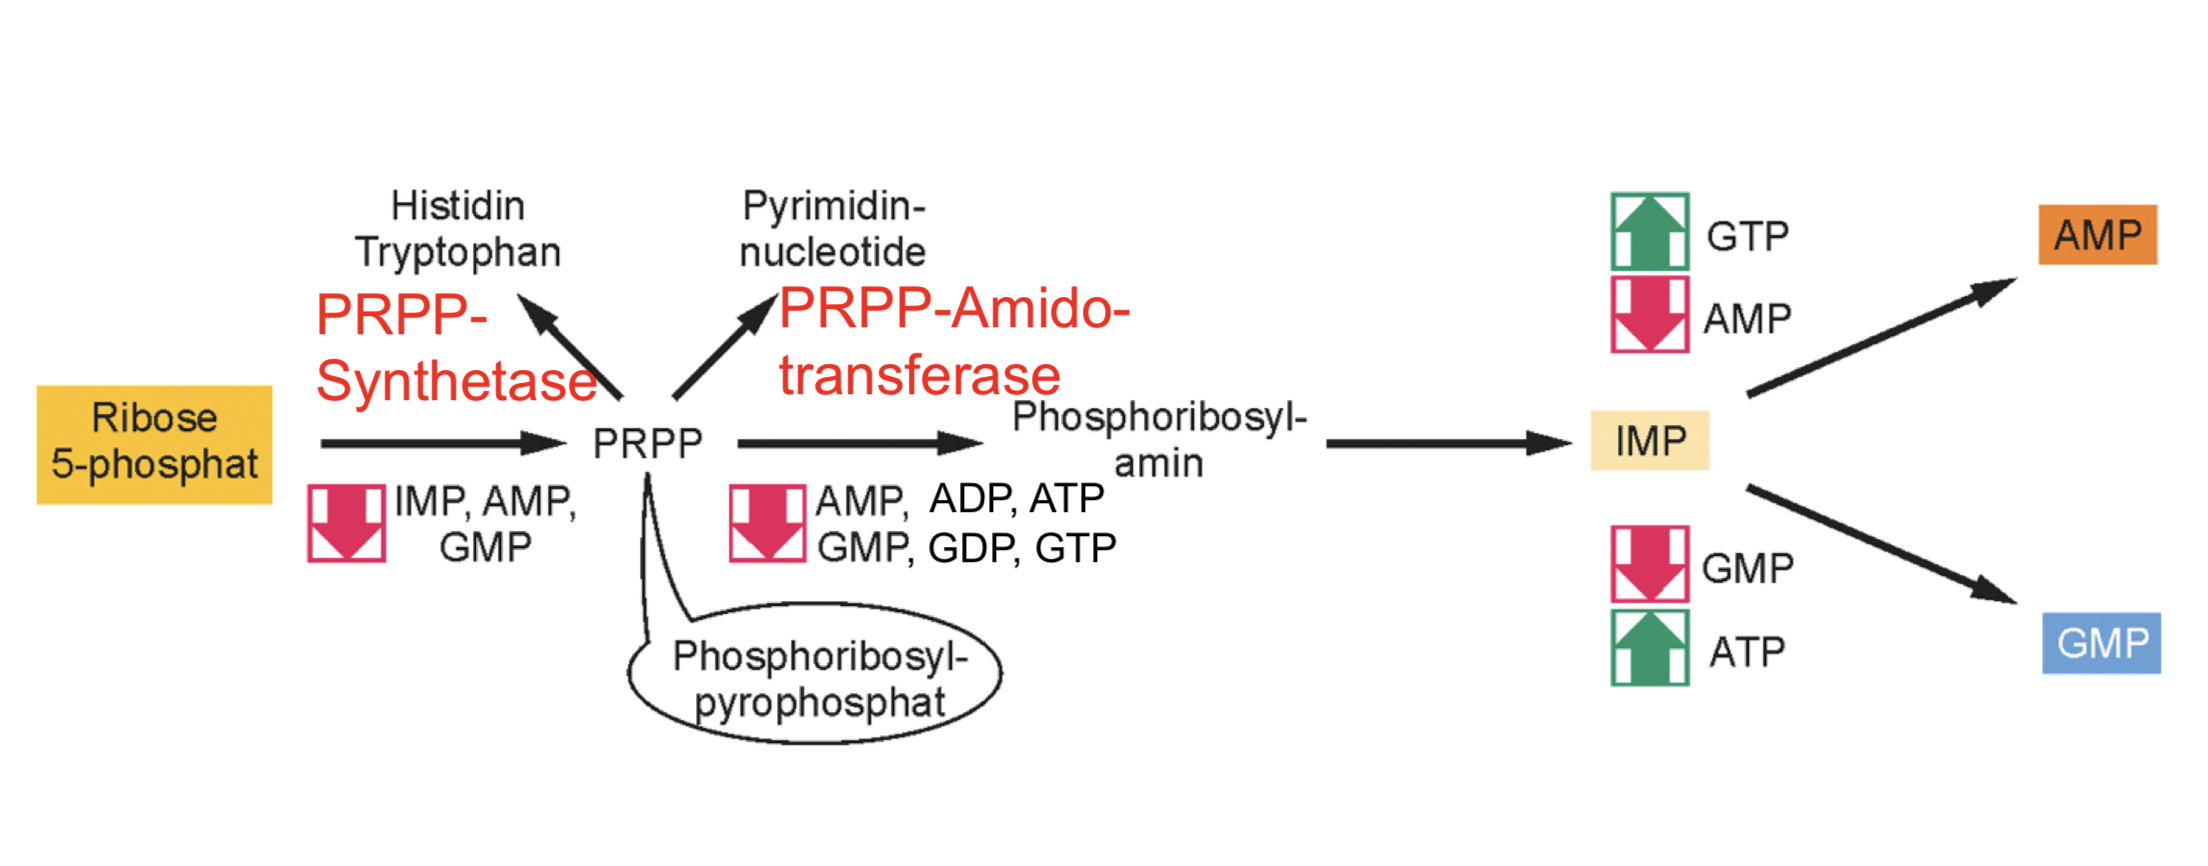 Histidin
Tryptophan
Pyrimidin-
nucleotide
PRPP-
Synthetase
PRPP-Amido-
transferase
Ribose
5-phosphat
PRPP
Phosphoribosyl-
amin
IMP
IMP, AMP,
GMP
AMP, ADP, ATP
GMP, GDP, GTP
Phosphoribosyl-
pyrophosphat
GTP
AMP
GMP
ATP
AMP
GMP